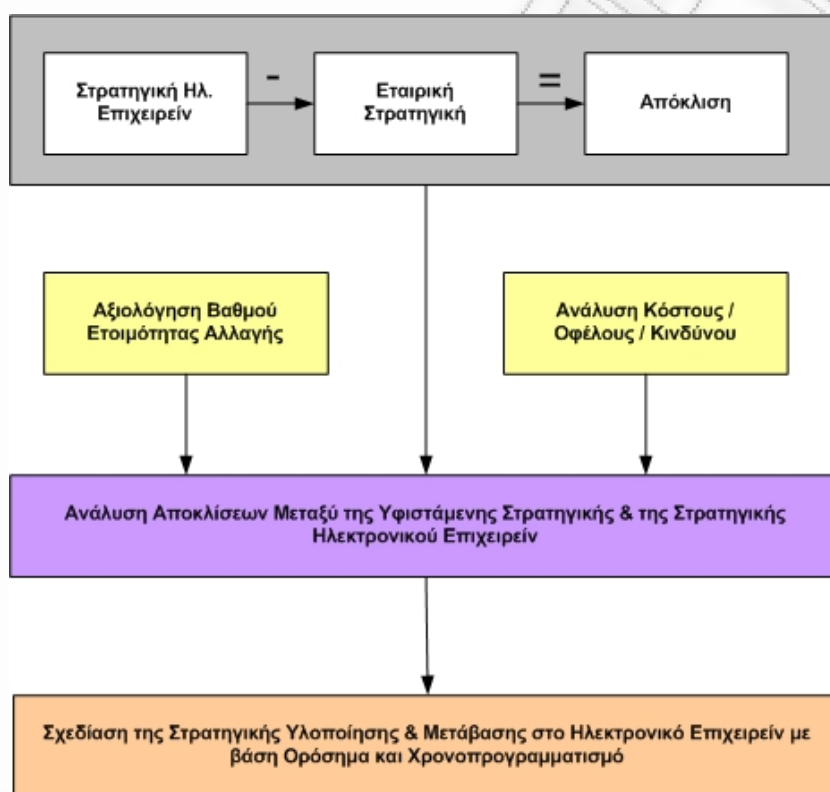 Στρατηγική Ηλ.
Επιχειρείν
-
Εταιρική
Στρατηγική
=
Απόκλιση
Αξιολόγηση Βαθμού
Ετοιμότητας Αλλαγής
Ανάλυση Κόστους /
Οφέλους / Κινδύνου
Ανάλυση Αποκλίσεων Μεταξύ της Υφιστάμενης Στρατηγικής & της Στρατηγικής
Ηλεκτρονικού Επιχειρείν
Σχεδίαση της Στρατηγικής Υλοποίησης & Μετάβασης στο Ηλεκτρονικό Επιχειρείν με
βάση Ορόσημα και Χρονοπρογραμματισμό